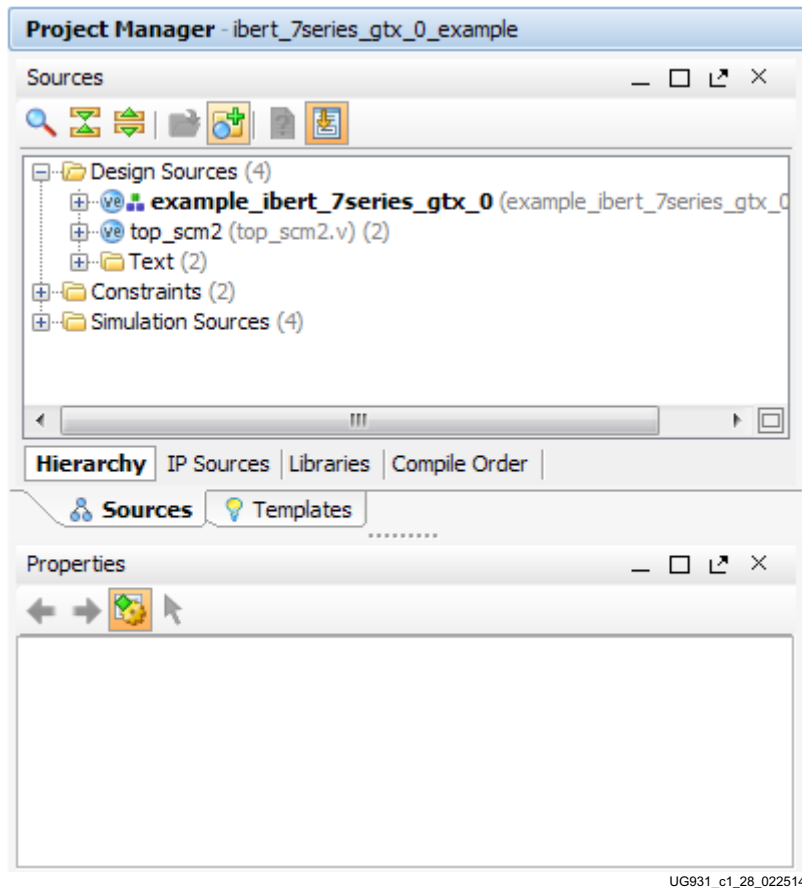 Project Manager - ibert_7series_gtx_0_example
Sources
Design Sources (4)
example_ibert_7series_gtx_0 (example_ibert_7series_gtx_0
top_scm2 (top_scm2.v) (2)
Text (2)
Constraints (2)
Simulation Sources (4)
Hierarchy IP Sources Libraries Compile Order
Sources Templates
Properties
UG931_c1_28_022514